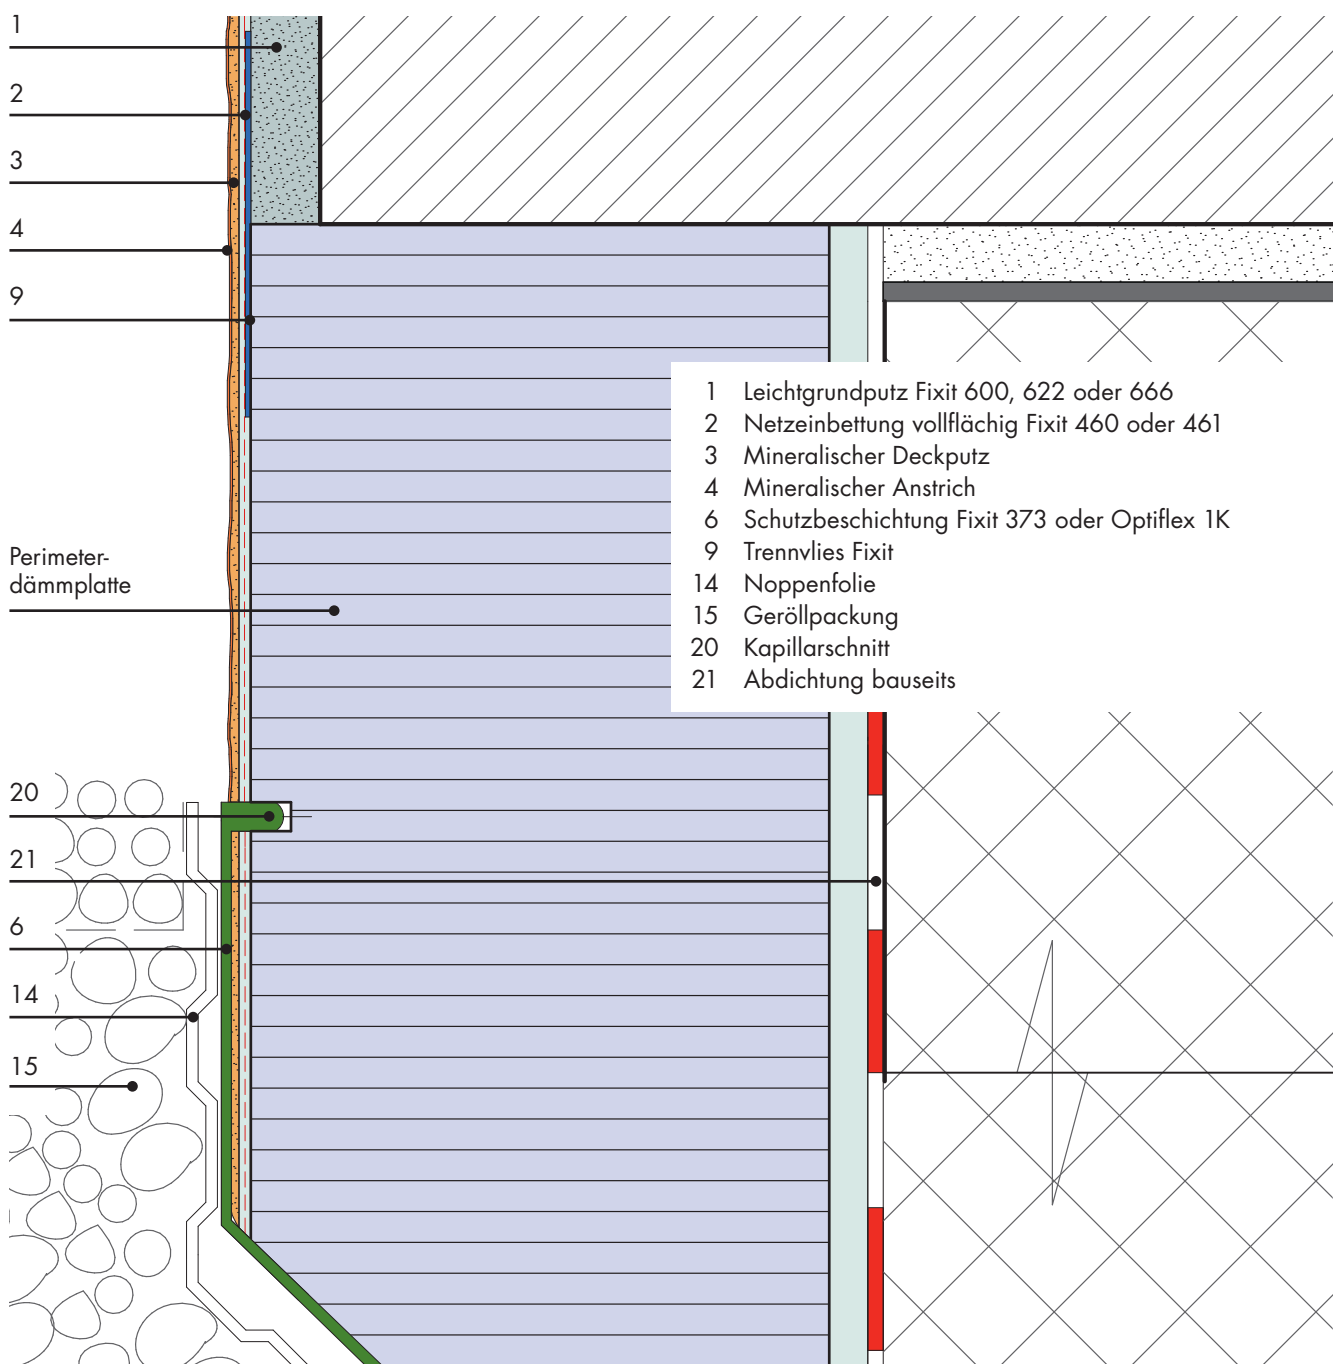 1
2
3
4
9
Perimeter-
dämmplatte
20
21
6
14
15
1 Leichtgrundputz Fixit 600, 622 oder 666
2 Netzeinbettung vollflächig Fixit 460 oder 461
3 Mineralischer Deckputz
4 Mineralischer Anstrich
6 Schutzbeschichtung Fixit 373 oder Optiflex 1K
9 Trennvlies Fixit
14 Noppenfolie
15 Geröllpackung
20 Kapillarschnitt
21 Abdichtung bauseits